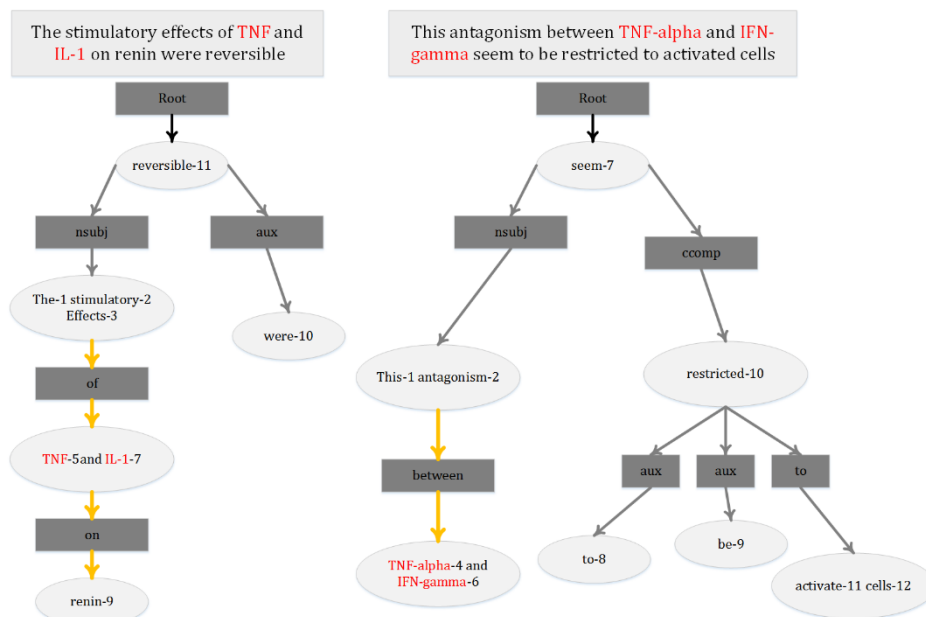 The stimulatory effects of TNF and
IL-1 on renin were reversible
Root
reversible-11
nsubj
aux
The-1 stimulatory-2
Effects-3
were-10
of
TNF-5and IL-1-7
on
renin-9
This antagonism between TNF-alpha and IFN-
gamma seem to be restricted to activated cells
Root
seem-7
nsubj
ccomp
This-1 antagonism-2
restricted-10
between
aux
aux
to
TNF-alpha-4 and
IFN-gamma-6
to-8
be-9
activate-11 cells-12